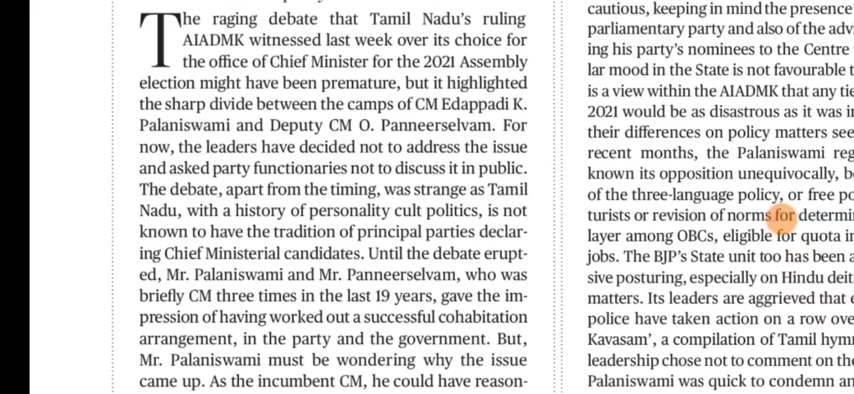 The raging debate that Tamil Nadu's ruling
AIADMK witnessed last week over its choice for
the office of Chief Minister for the 2021 Assembly
election might have been premature, but it highlighted
the sharp divide between the camps of CM Edappadi K.
Palaniswami and Deputy CM O. Panneerselvam. For
now, the leaders have decided not to address the issue
and asked party functionaries not to discuss it in public.
The debate, apart from the timing, was strange as Tamil
Nadu, with a history of personality cult politics, is not
known to have the tradition of principal parties declar-
ing Chief Ministerial candidates. Until the debate erupt-
ed, Mr. Palaniswami and Mr. Panneerselvam, who was
briefly CM three times in the last 19 years, gave the im-
pression of having worked out a successful cohabitation
arrangement, in the party and the government. But,
Mr. Palaniswami must be wondering why the issue
came up. As the incumbent CM, he could have reason-
cautious, keeping in mind the presence
parliamentary party and also of the adv
ing his party's nominees to the Centre
lar mood in the State is not favourable t
is a view within the AIADMK that any tie
2021 would be as disastrous as it was i
their differences on policy matters see
recent months, the Palaniswami reg
known its opposition unequivocally, b
of the three-language policy, or free po
turists or revision of norms for determi
layer among OBCs, eligible for quota i
jobs. The BJP's State unit too has been a
sive posturing, especially on Hindu deit
matters. Its leaders are aggrieved that e
police have taken action on a row ove
Kavasam', a compilation of Tamil hym
leadership chose not to comment on the
Palaniswami was quick to condemn an